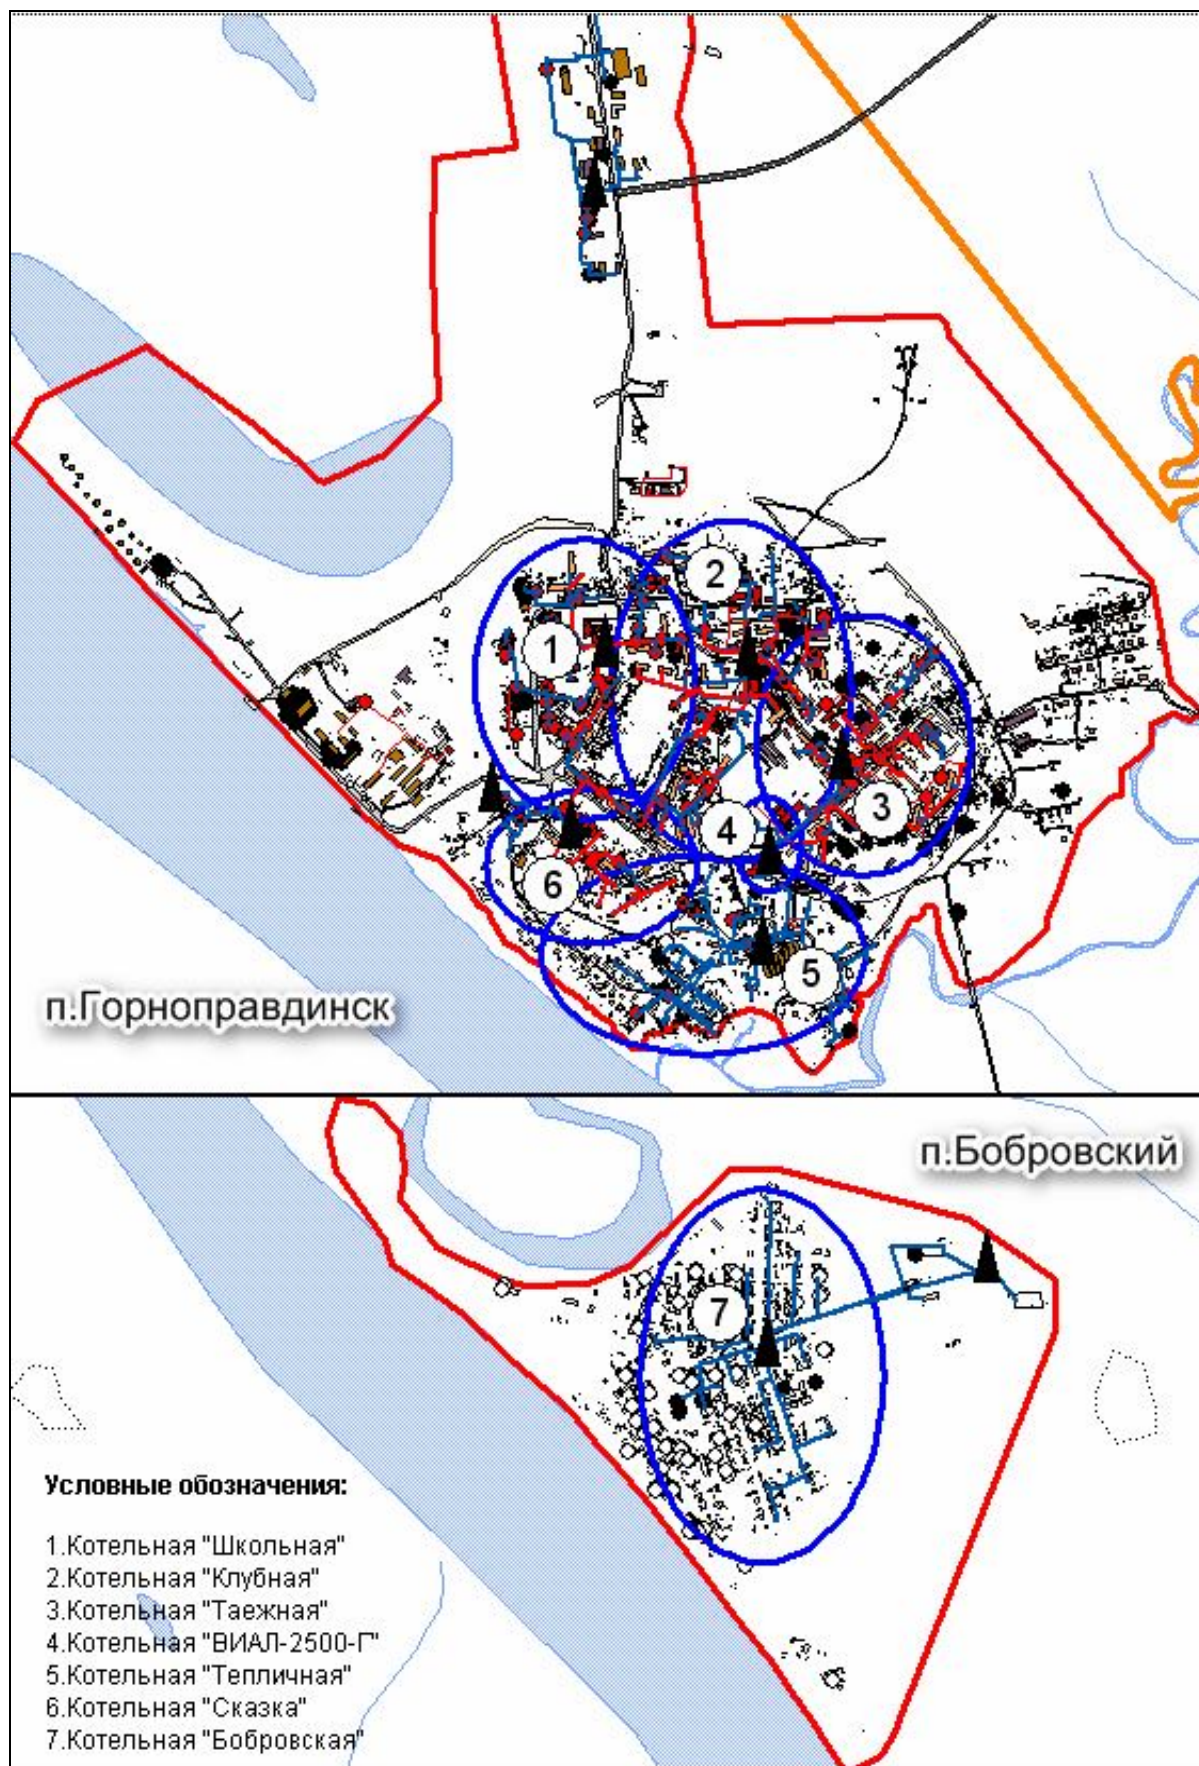 2
1
3
4
6
5
п.Горноправдинск
п.Бобровский
7
Условные обозначения:
1.Котельная "Школьная"
2.Котельная "Клубная"
3.Котельная "Таежная"
4.Котельная "ВИАЛ-2500-Г"
5.Котельная "Тепличная"
6.Котельная "Сказка"
7.Котельная "Бобровская"